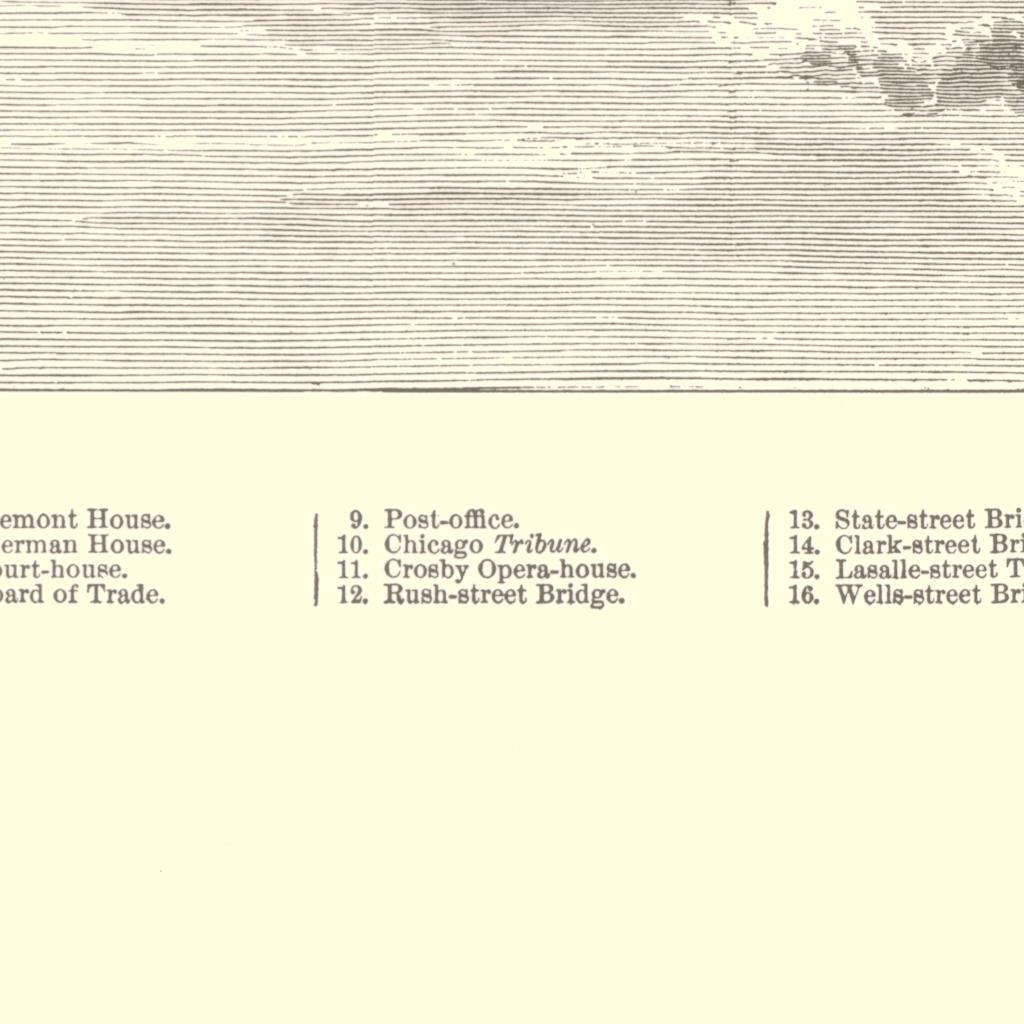 emont House.
erman House.
ourt-house.
oard of Trade.
9. Post-office.
10. Chicago Tribune.
11. Crosby Opera-house.
12. Rush-street Bridge.
13. State-street Bri
14. Clark-street Bri
15. Lasalle-street T
16. Wells-street Bri